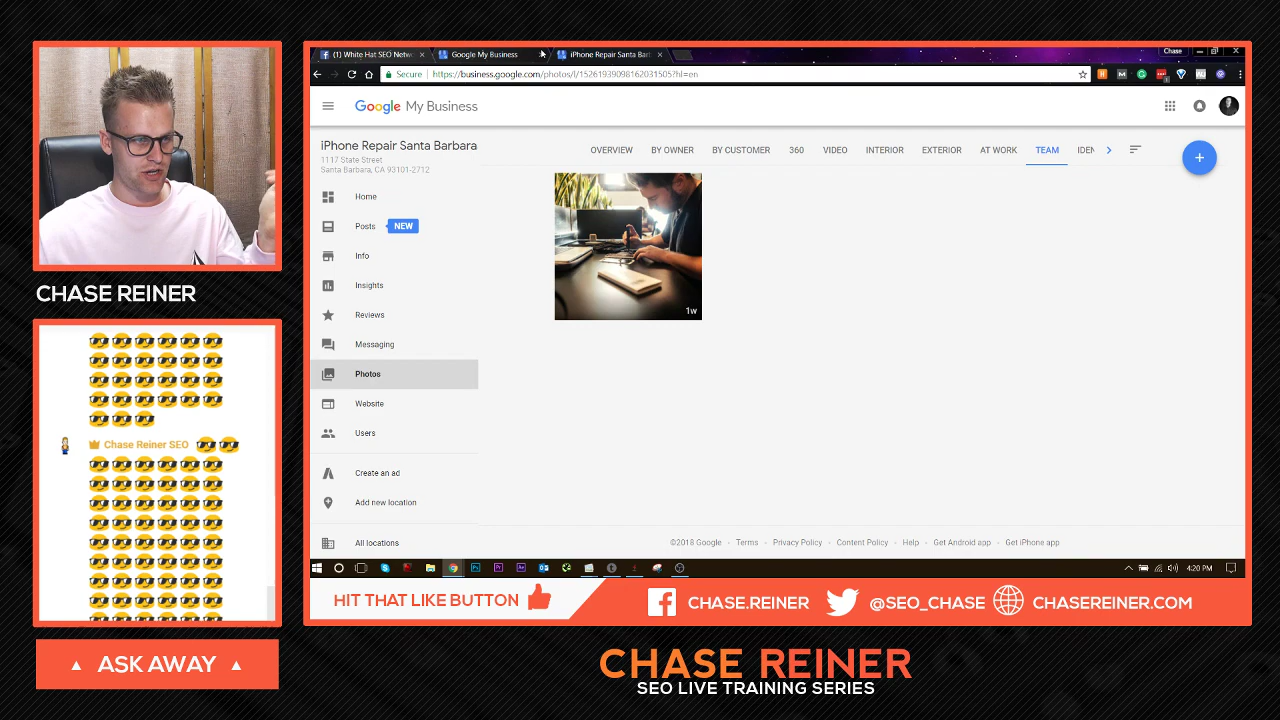 (1) White Hat SEO Netwo
Google My Business
iPhone Repair Santa Bar
Chase
Secure
https://business.google.com/photos/l/15261939098162031505?hl=en
Google My Business
iPhone Repair Santa Barbara
1117 State Street
Santa Barbara, CA 93101-2712
OVERVIEW
BY OWNER
BY CUSTOMER
360
VIDEO
INTERIOR
EXTERIOR
AT WORK
TEAM
IDEN
Home
Posts NEW
Info
Insights
Reviews
Messaging
Photos
Website
Users
Create an ad
Add new location
All locations
1w
©2018 Google - Terms - Privacy Policy - Content Policy - Help - Get Android app - Get iPhone app
4:20 PM
CHASE REINER
Chase Reiner SEO
ASK AWAY
HIT THAT LIKE BUTTON
CHASE.REINER
@SEO_CHASE
CHASEREINER.COM
CHASE REINER
SEO LIVE TRAINING SERIES